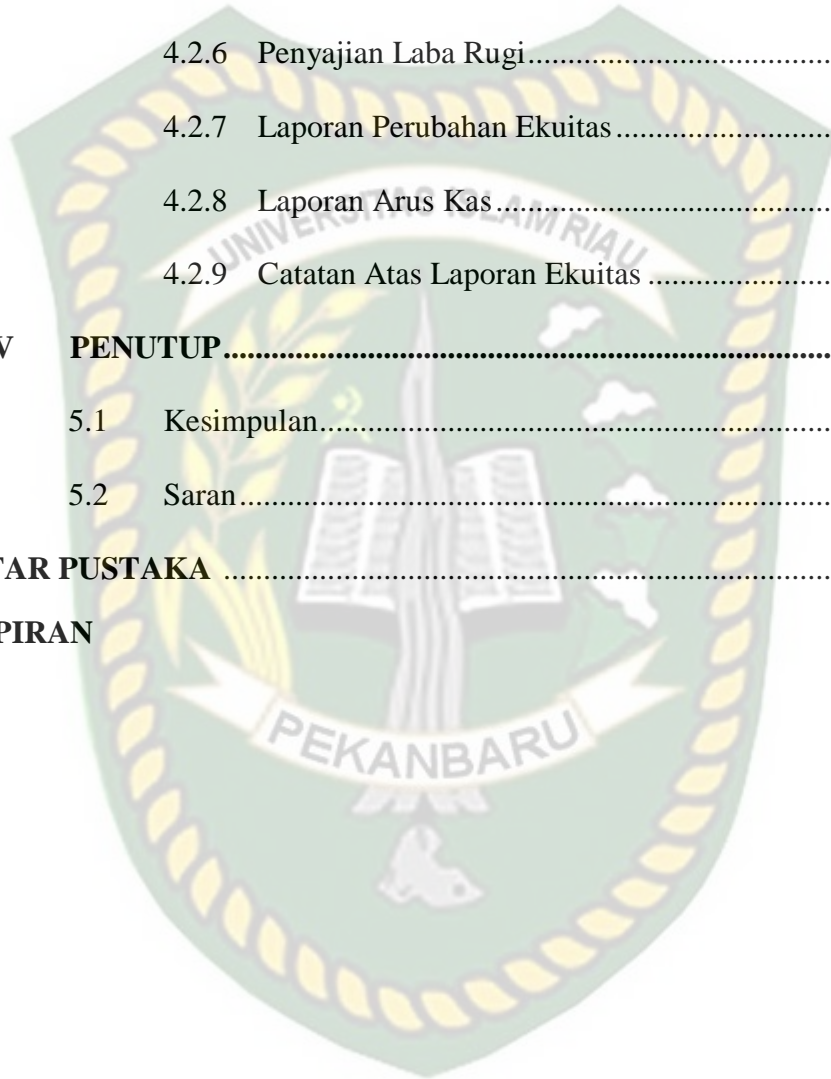 4.2.6 Penyajian Laba Rugi................................
4.2.7 Laporan Perubahan Ekuitas................................
4.2.8 Laporan Arus Kas................................
UNIVERSITAS ISLAM RIAU
4.2.9 Catatan Atas Laporan Ekuitas................................
V PENUTUP................................
5.1 Kesimpulan................................
5.2 Saran................................
TAR PUSTAKA................................
PIRAN
PEKANBARU